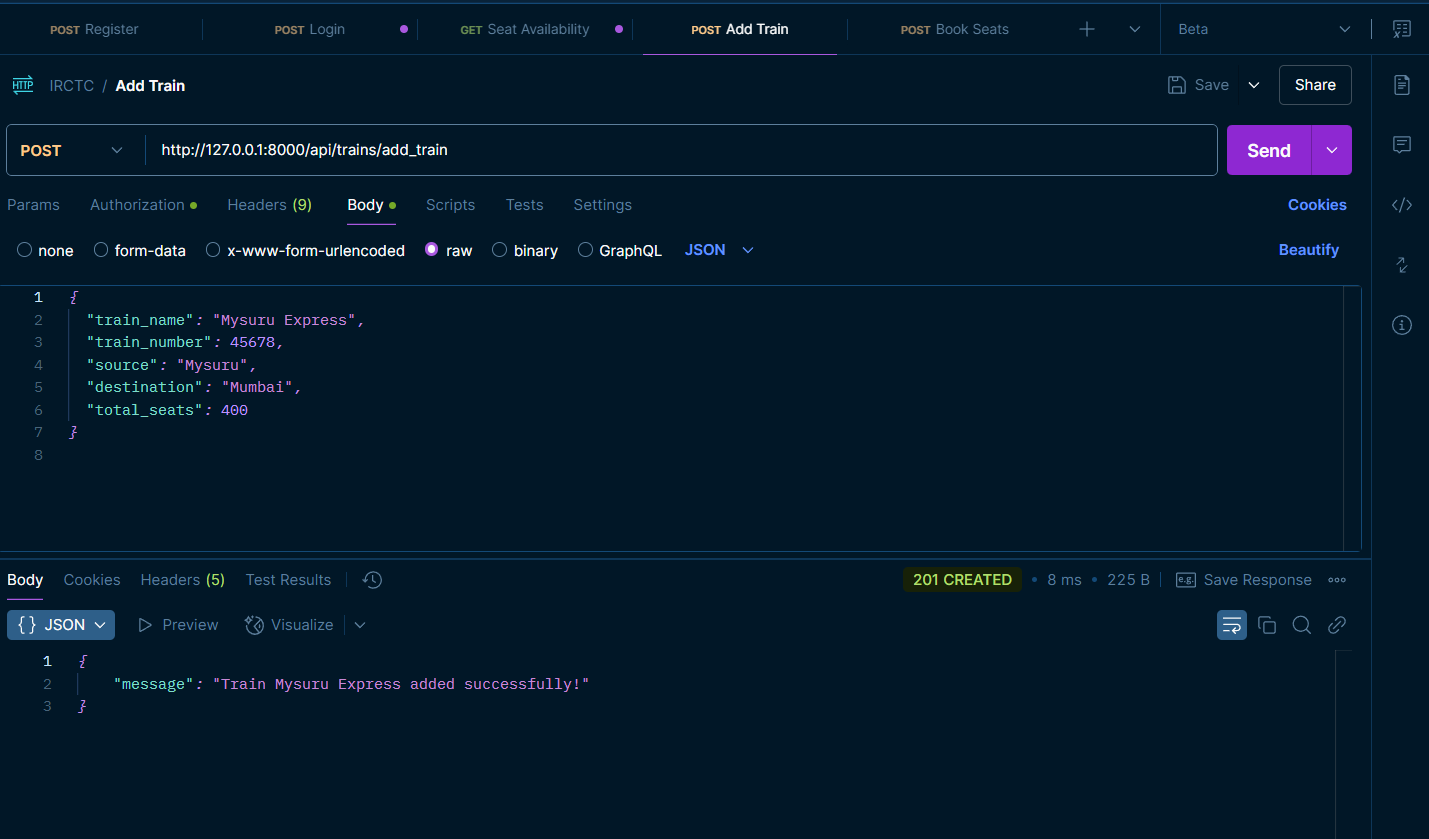 POST Register POST Login GET Seat Availability POST Add Train POST Book Seats Beta
HTTP IRCTC / Add Train Save Share
POST http://127.0.0.1:8000/api/trains/add_train Send
Params Authorization Headers (9) Body Scripts Tests Settings Cookies
none form-data x-www-form-urlencoded raw binary GraphQL JSON Beautify
1 {
2 "train_name": "Mysuru Express",
3 "train_number": 45678,
4 "source": "Mysuru",
5 "destination": "Mumbai",
6 "total_seats": 400
7 }
8
Body Cookies Headers (5) Test Results 201 CREATED • 8 ms • 225 B e.g. Save Response
{} JSON Preview Visualize
1 {
2 "message": "Train Mysuru Express added successfully!"
3 }